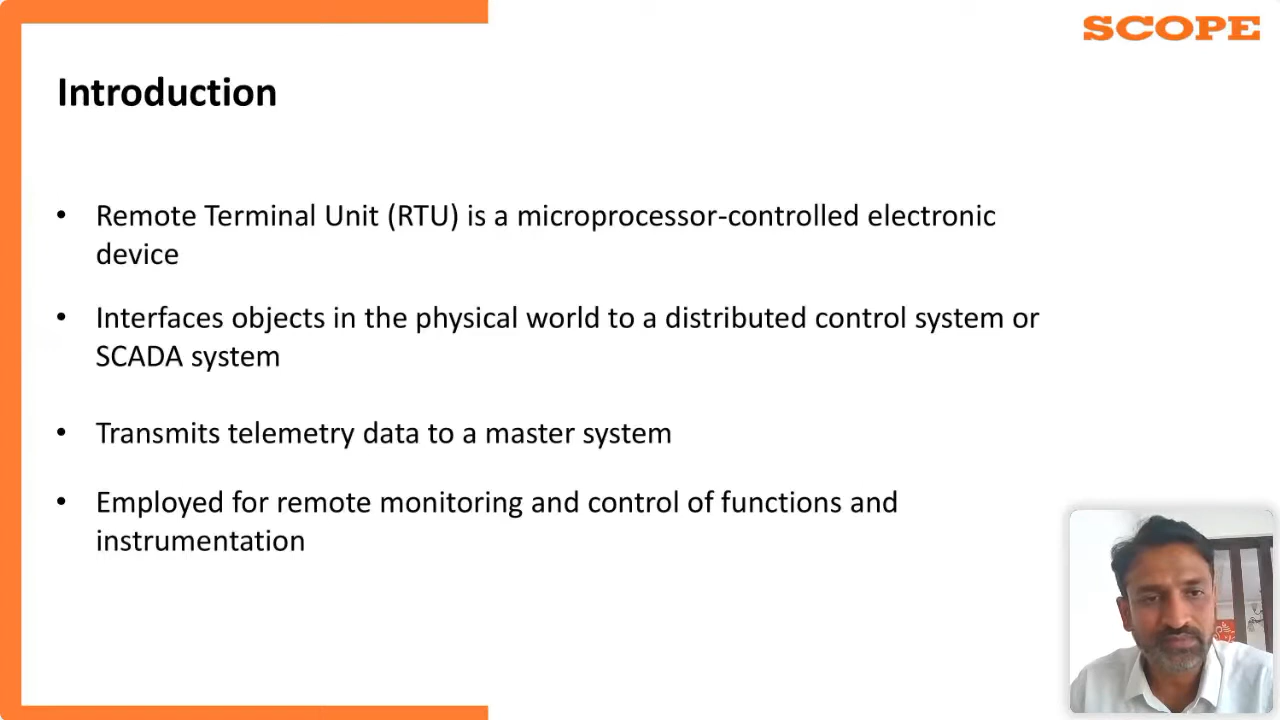 SCOPE
Introduction
• Remote Terminal Unit (RTU) is a microprocessor-controlled electronic
device
• Interfaces objects in the physical world to a distributed control system or
SCADA system
• Transmits telemetry data to a master system
• Employed for remote monitoring and control of functions and
instrumentation